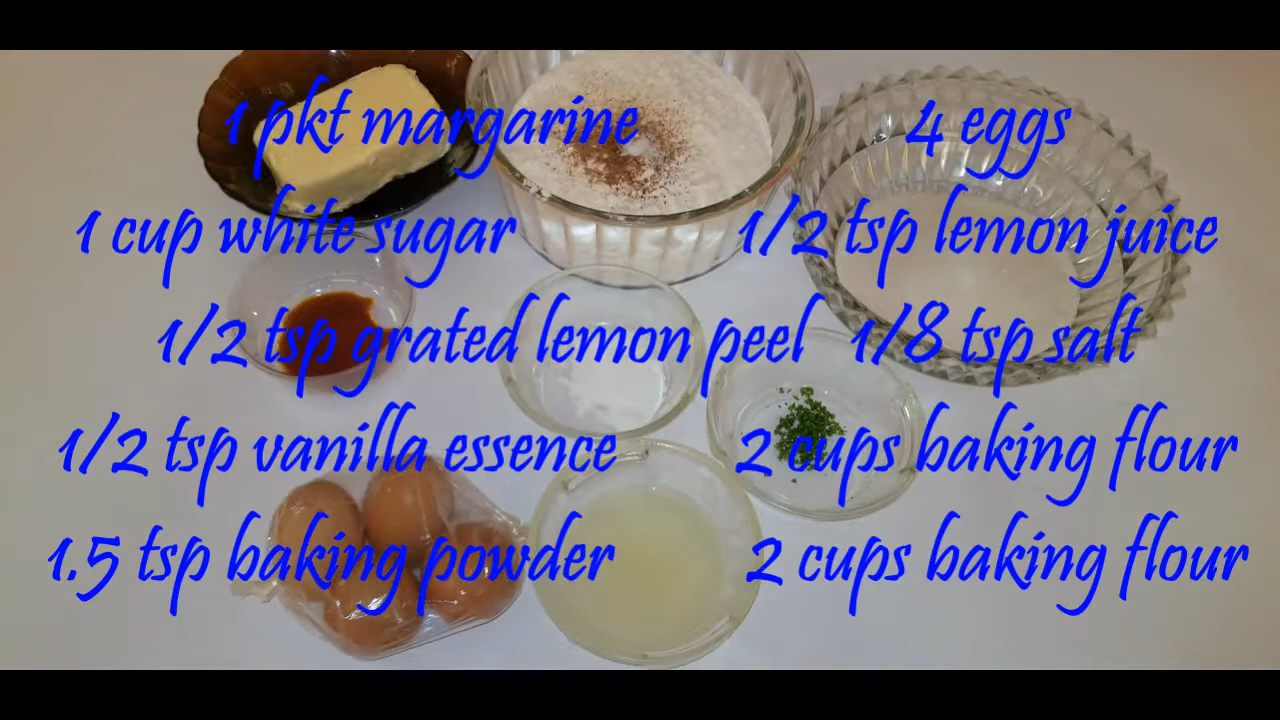 1 pkt margarine 4 eggs
1 cup white sugar 1/2 tsp lemon juice
1/2 tsp grated lemon peel 1/8 tsp salt
1/2 tsp vanilla essence 2 cups baking flour
1.5 tsp baking powder 2 cups baking flour